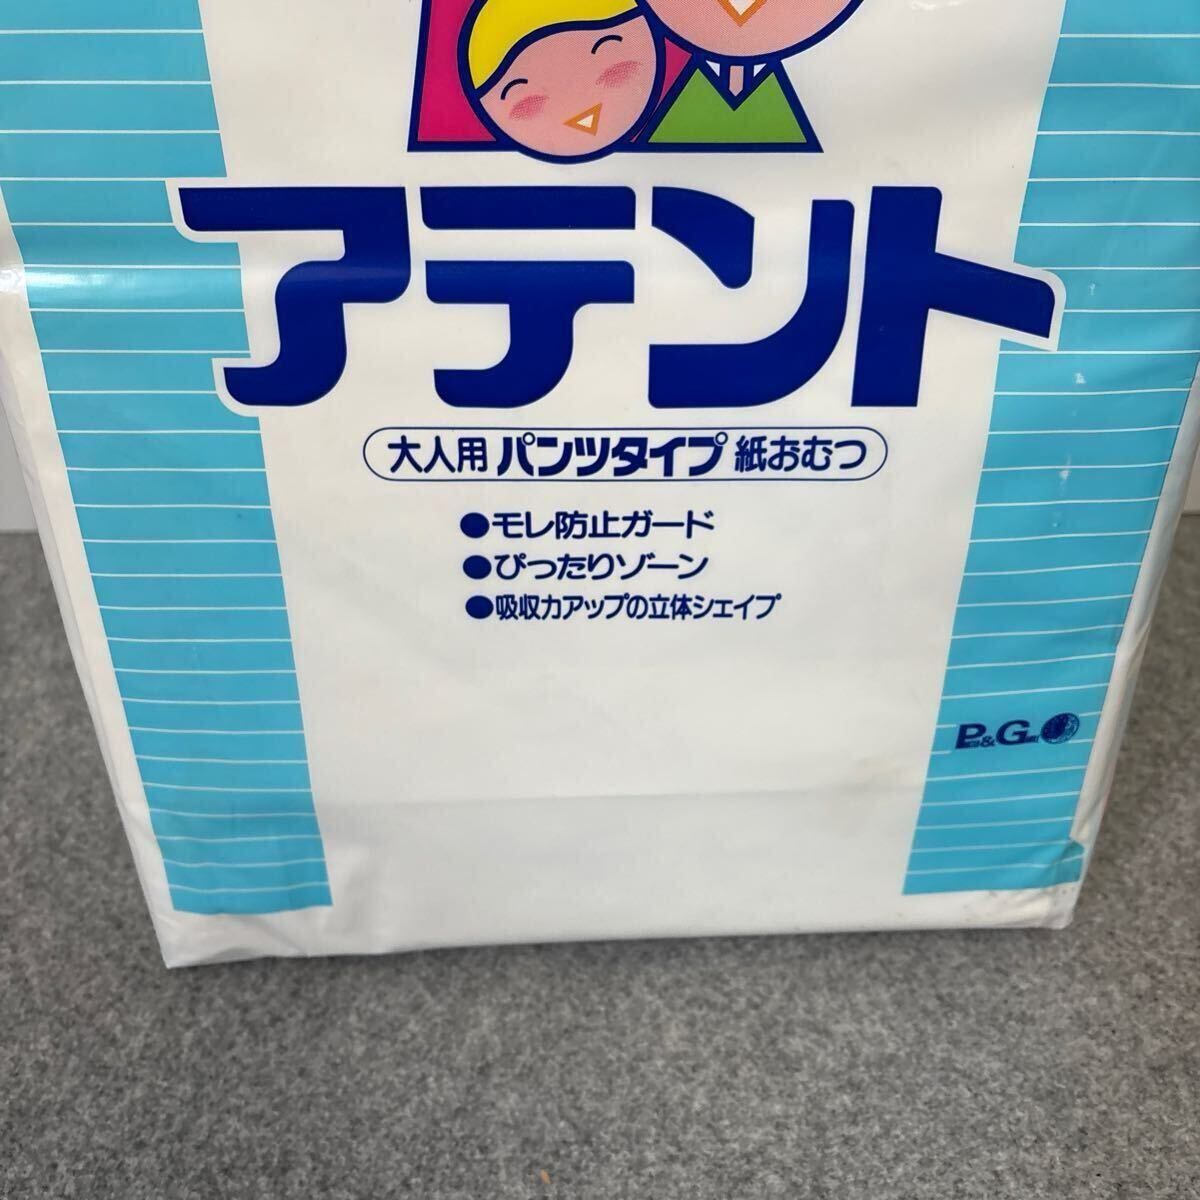 アテント
大人用 パンツタイプ 紙おむつ
●モレ防止ガード
●ぴったりゾーン
●吸収力アップの立体シェイプ
P&G